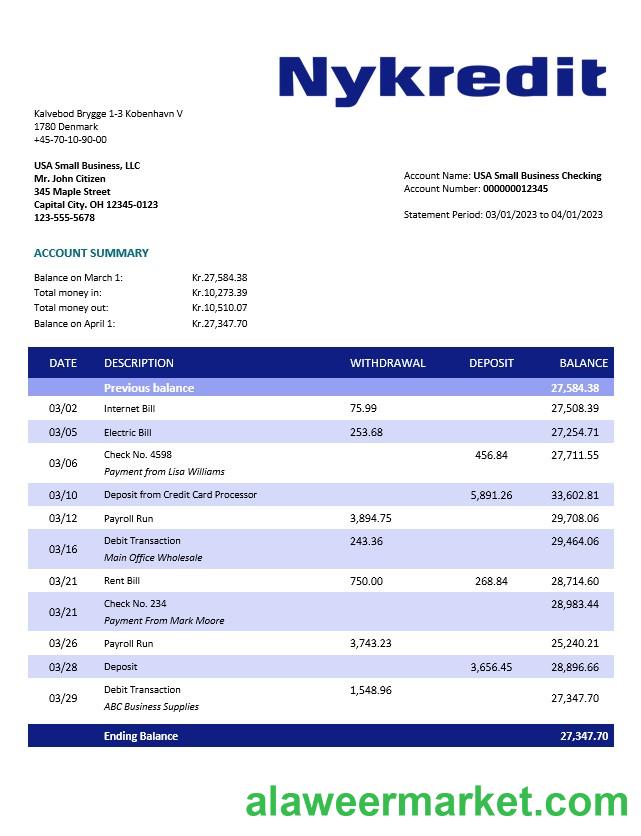 Nykredit
Kalvebod Brygge 1-3 Kobenhavn V
1780 Denmark
+45-70-10-90-00
USA Small Business, LLC
Mr. John Citizen
345 Maple Street
Capital City. OH 12345-0123
123-555-5678
Account Name: USA Small Business Checking
Account Number: 000000012345
Statement Period: 03/01/2023 to 04/01/2023
ACCOUNT SUMMARY
Balance on March 1: Kr.27,584.38
Total money in: Kr.10,273.39
Total money out: Kr.10,510.07
Balance on April 1: Kr.27,347.70
DATE DESCRIPTION WITHDRAWAL DEPOSIT BALANCE
Previous balance 27,584.38
03/02 Internet Bill 75.99 27,508.39
03/05 Electric Bill 253.68 27,254.71
03/06 Check No. 4598 456.84 27,711.55
Payment from Lisa Williams
03/10 Deposit from Credit Card Processor 5,891.26 33,602.81
03/12 Payroll Run 3,894.75 29,708.06
03/16 Debit Transaction 243.36 29,464.06
Main Office Wholesale
03/21 Rent Bill 750.00 268.84 28,714.60
03/21 Check No. 234 28,983.44
Payment From Mark Moore
03/26 Payroll Run 3,743.23 25,240.21
03/28 Deposit 3,656.45 28,896.66
03/29 Debit Transaction 1,548.96 27,347.70
ABC Business Supplies
Ending Balance 27,347.70
alaweermarket.com